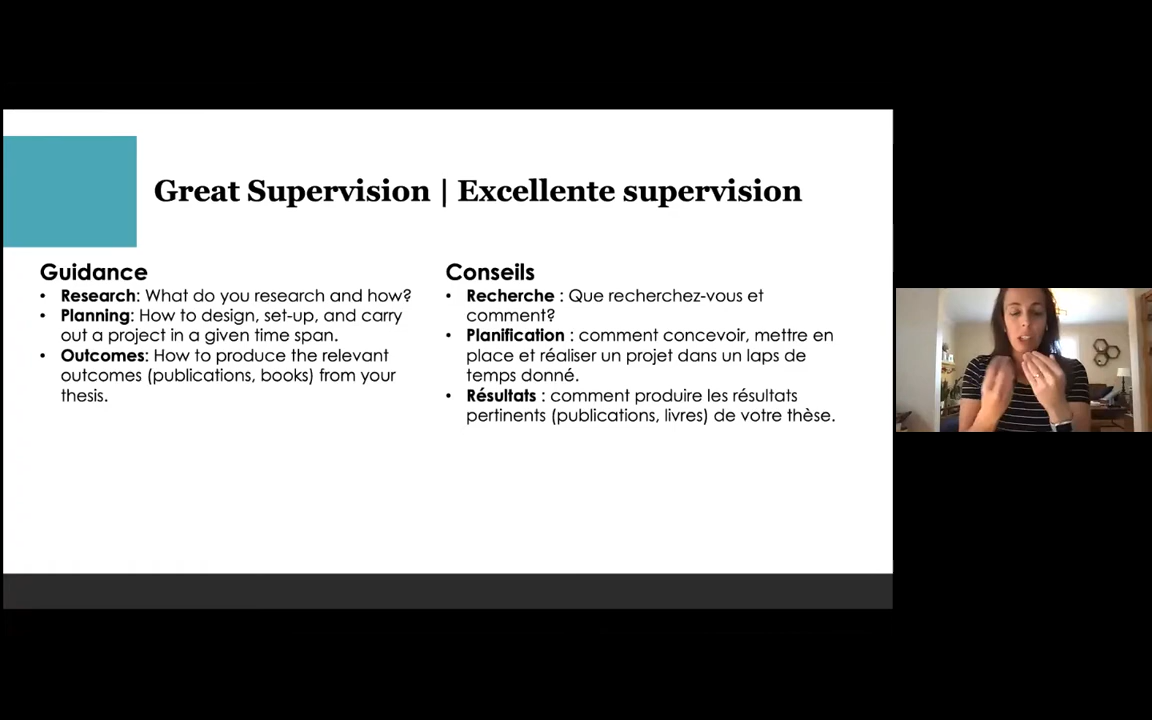 Great Supervision | Excellente supervision
Guidance
• Research: What do you research and how?
• Planning: How to design, set-up, and carry
out a project in a given time span.
• Outcomes: How to produce the relevant
outcomes (publications, books) from your
thesis.
Conseils
• Recherche : Que recherchez-vous et
comment?
• Planification : comment concevoir, mettre en
place et réaliser un projet dans un laps de
temps donné.
• Résultats : comment produire les résultats
pertinents (publications, livres) de votre thèse.